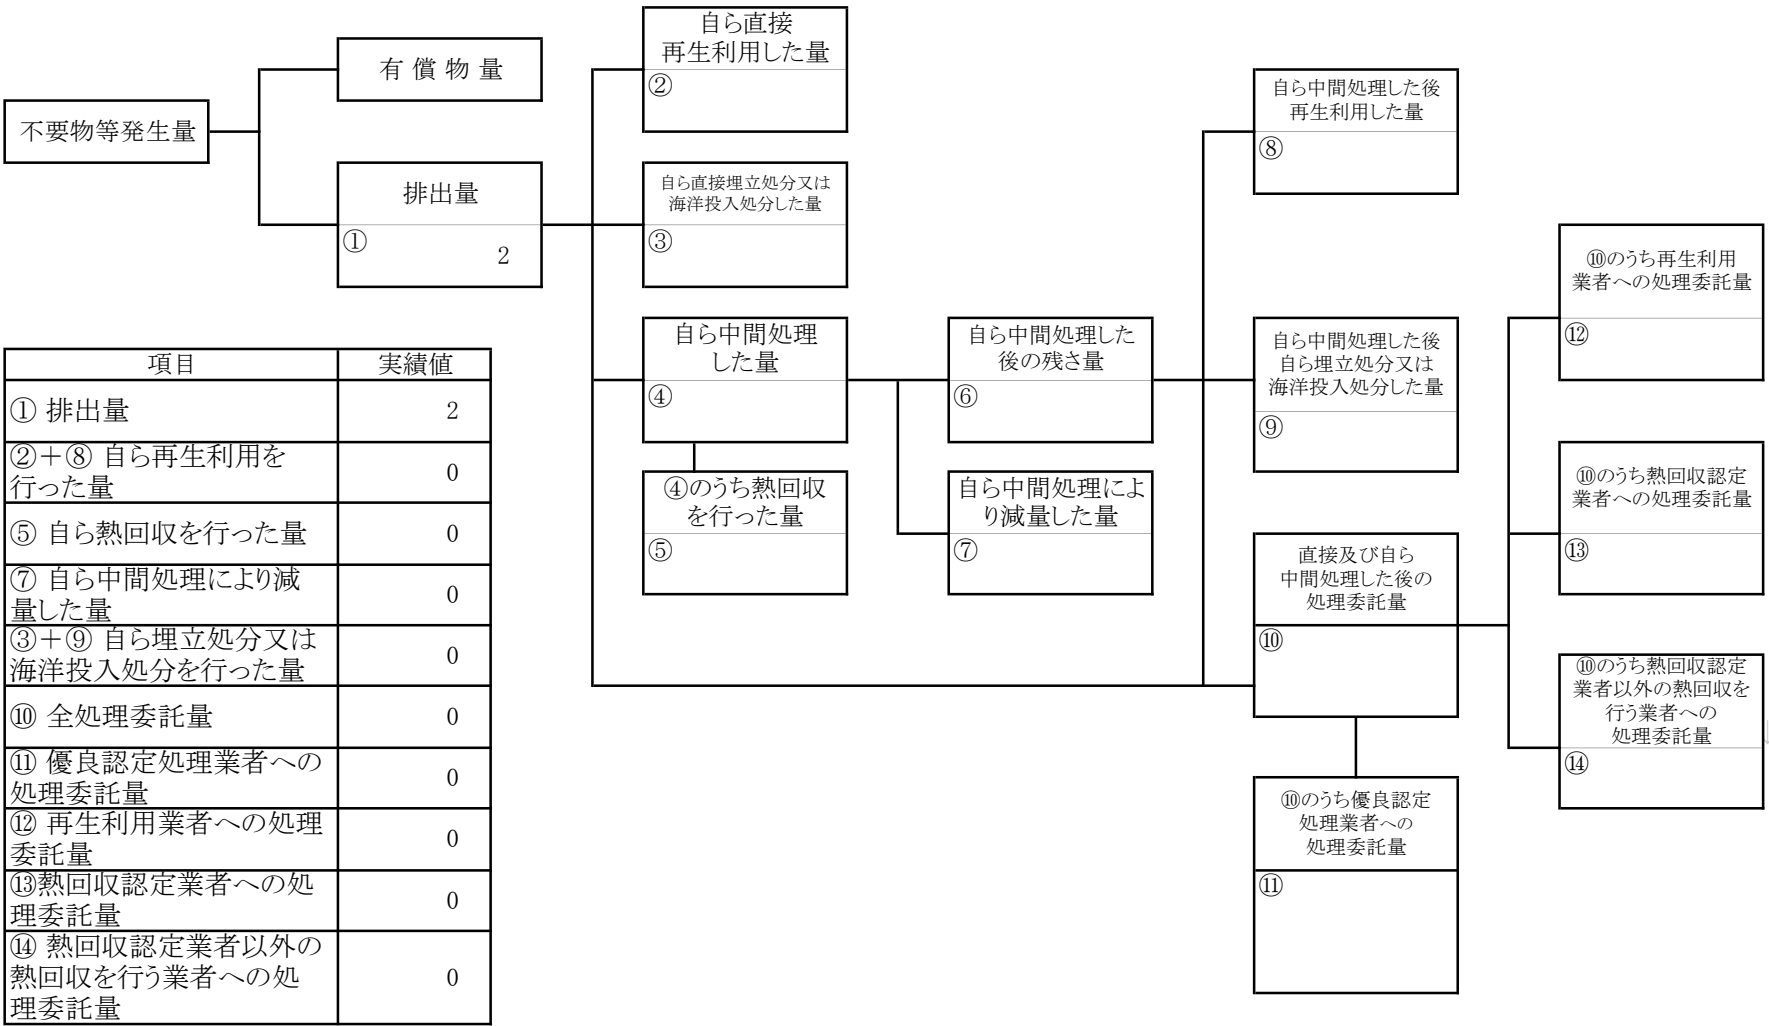 不要物等発生量
有償物量
排出量
①
2
自ら直接
再生利用した量
②
自ら直接埋立処分又は
海洋投入処分した量
③
自ら中間処理
した量
④
④のうち熱回収
を行った量
⑤
自ら中間処理した
後の残さ量
⑥
自ら中間処理によ
り減量した量
⑦
自ら中間処理した後
再生利用した量
⑧
自ら中間処理した後
自ら埋立処分又は
海洋投入処分した量
⑨
直接及び自ら
中間処理した後の
処理委託量
⑩
⑩のうち優良認定
処理業者への
処理委託量
⑪
⑩のうち再生利用
業者への処理委託量
⑫
⑩のうち熱回収認定
業者への処理委託量
⑬
⑩のうち熱回収認定
業者以外の熱回収を
行う業者への
処理委託量
⑭
項目 実績値
① 排出量 2
②＋⑧ 自ら再生利用を
行った量 0
⑤ 自ら熱回収を行った量 0
⑦ 自ら中間処理により減
量した量 0
③＋⑨ 自ら埋立処分又は
海洋投入処分を行った量 0
⑩ 全処理委託量 0
⑪ 優良認定処理業者への
処理委託量 0
⑫ 再生利用業者への処理
委託量 0
⑬熱回収認定業者への処
理委託量 0
⑭ 熱回収認定業者以外の
熱回収を行う業者への処 0
理委託量